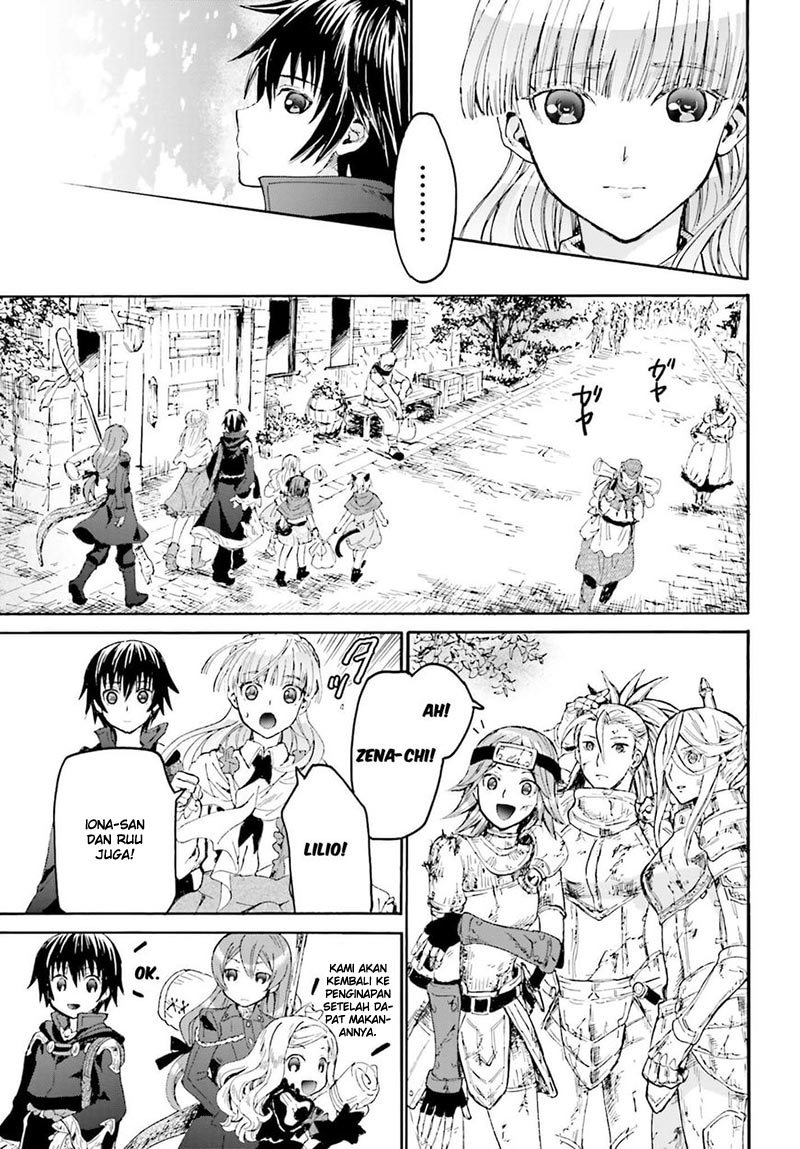 ………
ガヤ
ガヤ
AH!
ZENA-CHI!
タッ
LILIO!
IONA-SAN
DAN RUU
JUGA!
KAMI AKAN
KEMBALI KE
PENGINAPAN
SETELAH DA-
PAT MAKAN-
ANNYA.
OK.